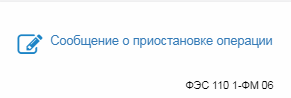 Сообщение о приостановке операции
ФЭС 110 1-ФМ 06